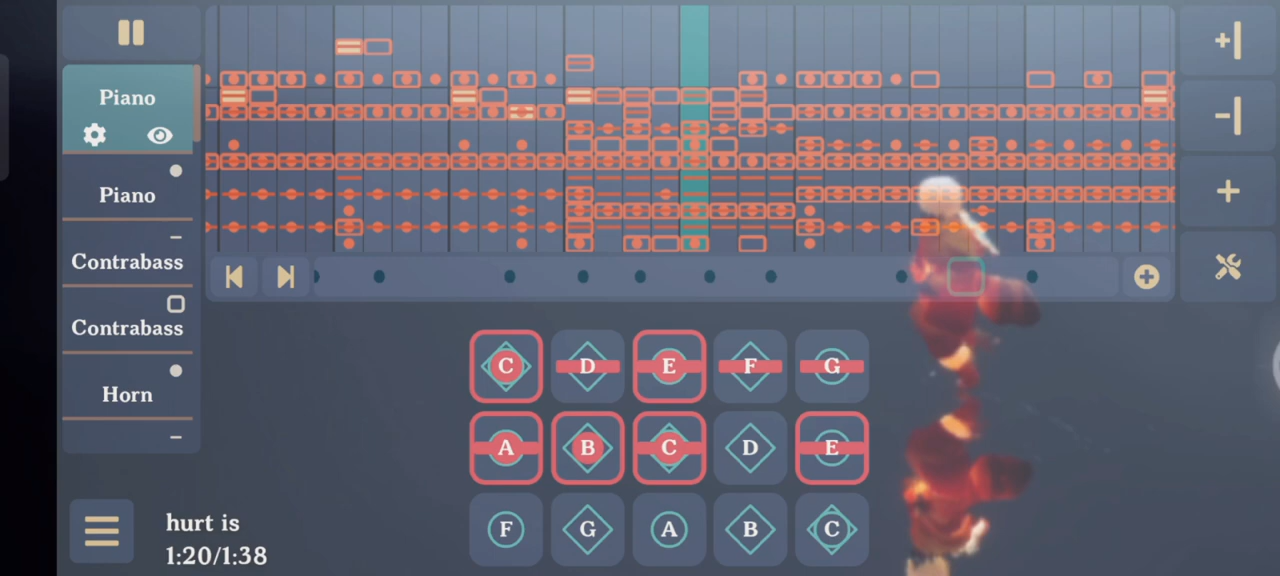 Piano
Piano
Contrabass
Contrabass
Horn
C D E F G
A B C D E
F G A B C
hurt is
1:20/1:38